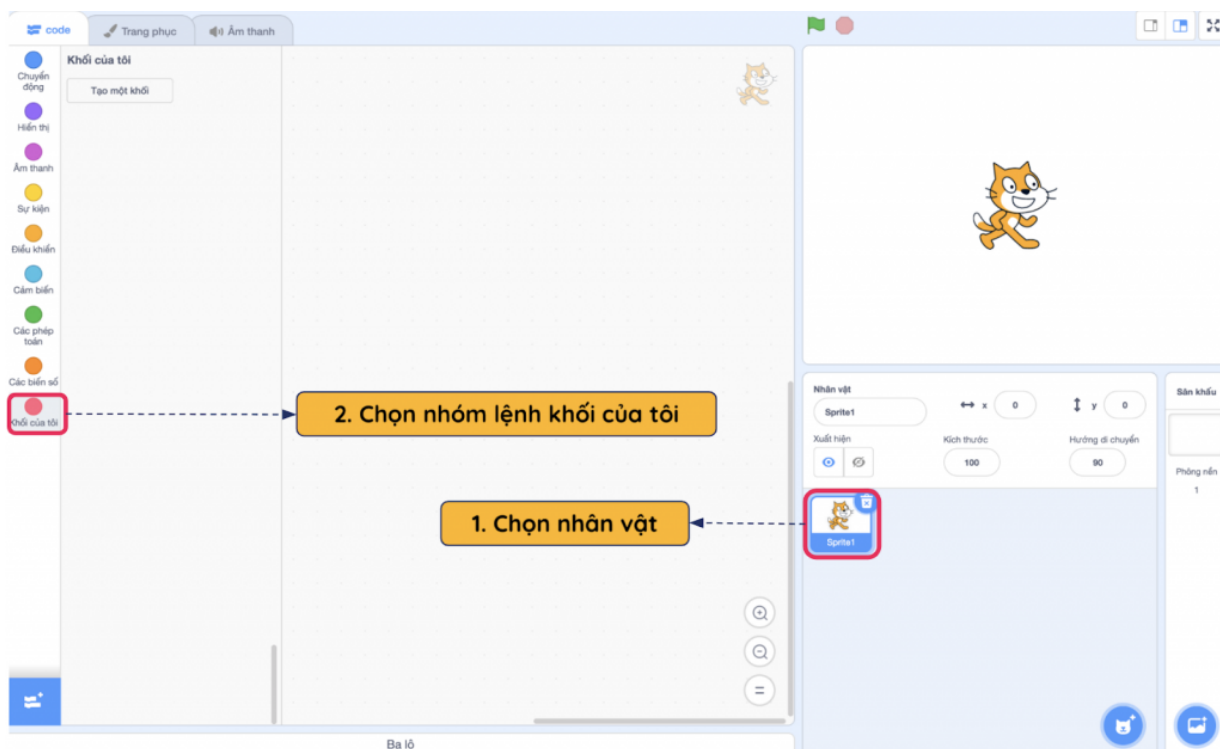 code
Trang phục
Âm thanh
Chuyển
động
Hiển thị
Âm thanh
Sự kiện
Điều khiển
Cảm biến
Các phép
toán
Các biến số
Khối của tôi
Khối của tôi
Tạo một khối
2. Chọn nhóm lệnh khối của tôi
1. Chọn nhân vật
Ba lô
Nhân vật
Sprite1
x 0
y 0
Xuất hiện
Kích thước
100
Hướng di chuyển
90
Sprite1
Sân khấu
Phông nền
1